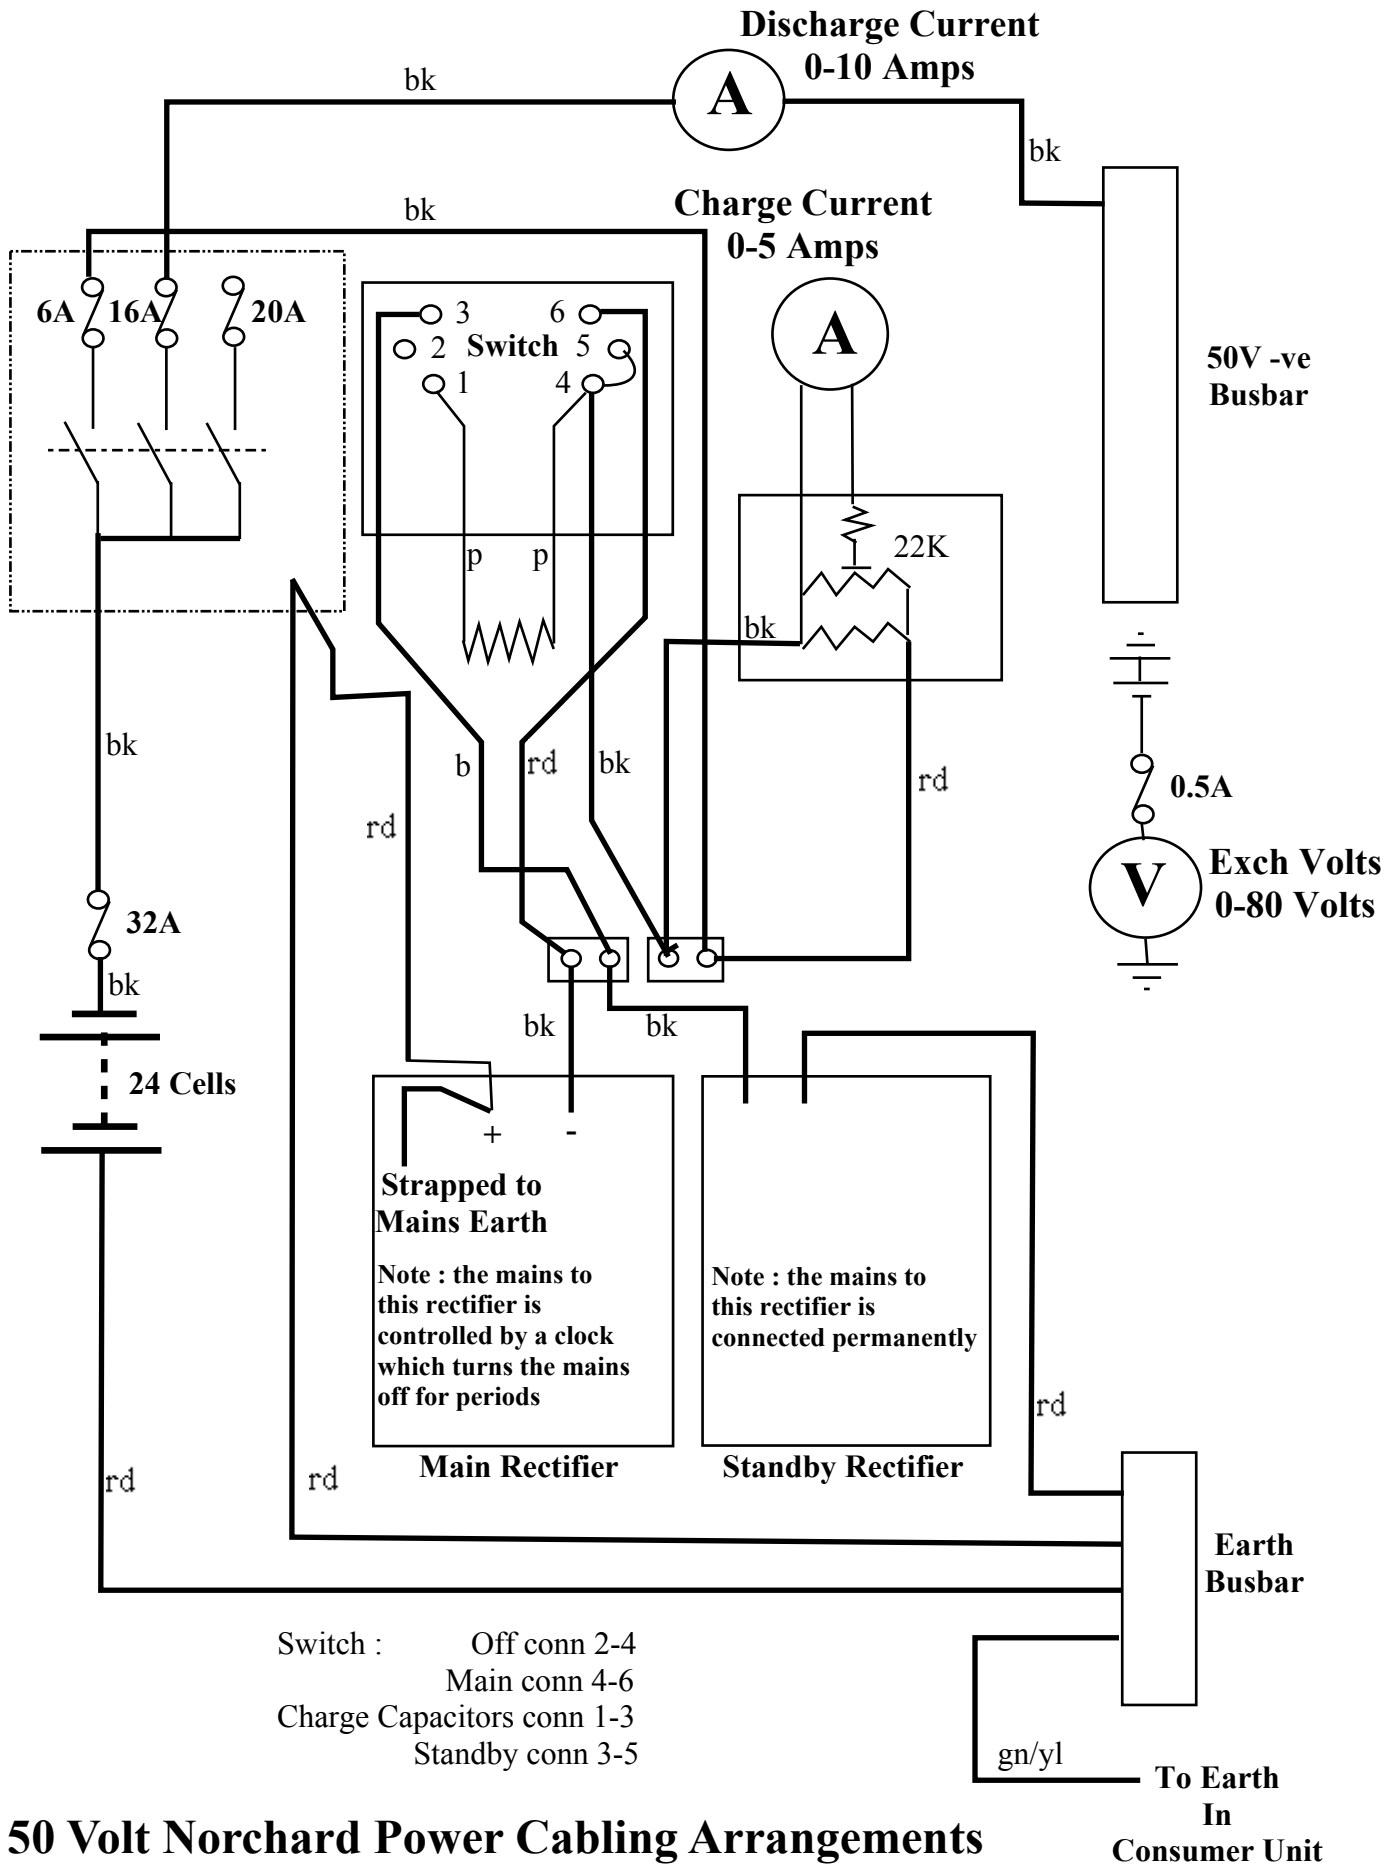 Discharge Current
0-10 Amps
A
bk
bk
bk
Charge Current
0-5 Amps
A
6A
16A
20A
3
6
2
Switch
5
1
4
50V -ve
Busbar
22K
p
p
bk
bk
b
rd
bk
rd
rd
0.5A
V
Exch Volts
0-80 Volts
32A
bk
bk
bk
24 Cells
+
-
Strapped to
Mains Earth
Note : the mains to
this rectifier is
controlled by a clock
which turns the mains
off for periods
Note : the mains to
this rectifier is
connected permanently
Main Rectifier
Standby Rectifier
rd
rd
rd
Earth
Busbar
Switch : Off conn 2-4
Main conn 4-6
Charge Capacitors conn 1-3
Standby conn 3-5
gn/yl
To Earth
In
Consumer Unit
50 Volt Norchard Power Cabling Arrangements